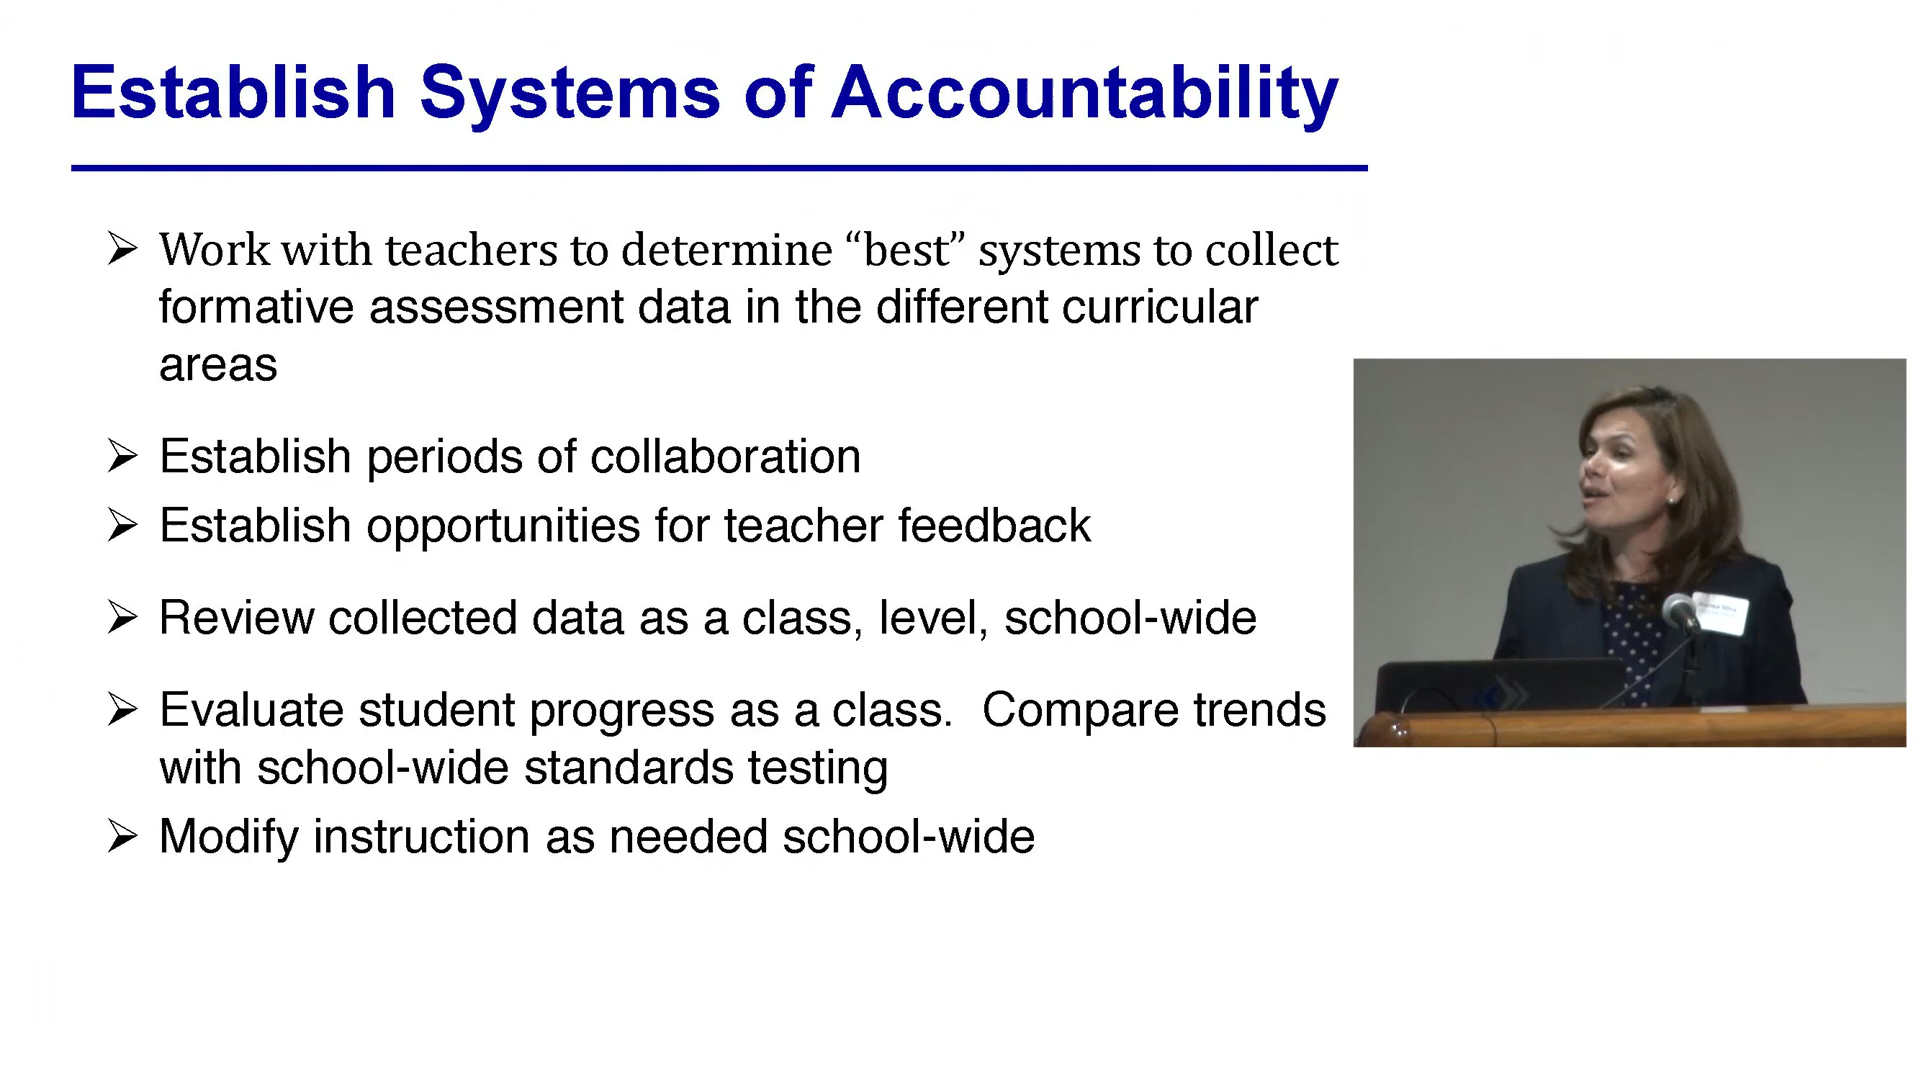 Establish Systems of Accountability
➢ Work with teachers to determine “best” systems to collect
formative assessment data in the different curricular
areas
➢ Establish periods of collaboration
➢ Establish opportunities for teacher feedback
➢ Review collected data as a class, level, school-wide
➢ Evaluate student progress as a class.  Compare trends
with school-wide standards testing
➢ Modify instruction as needed school-wide